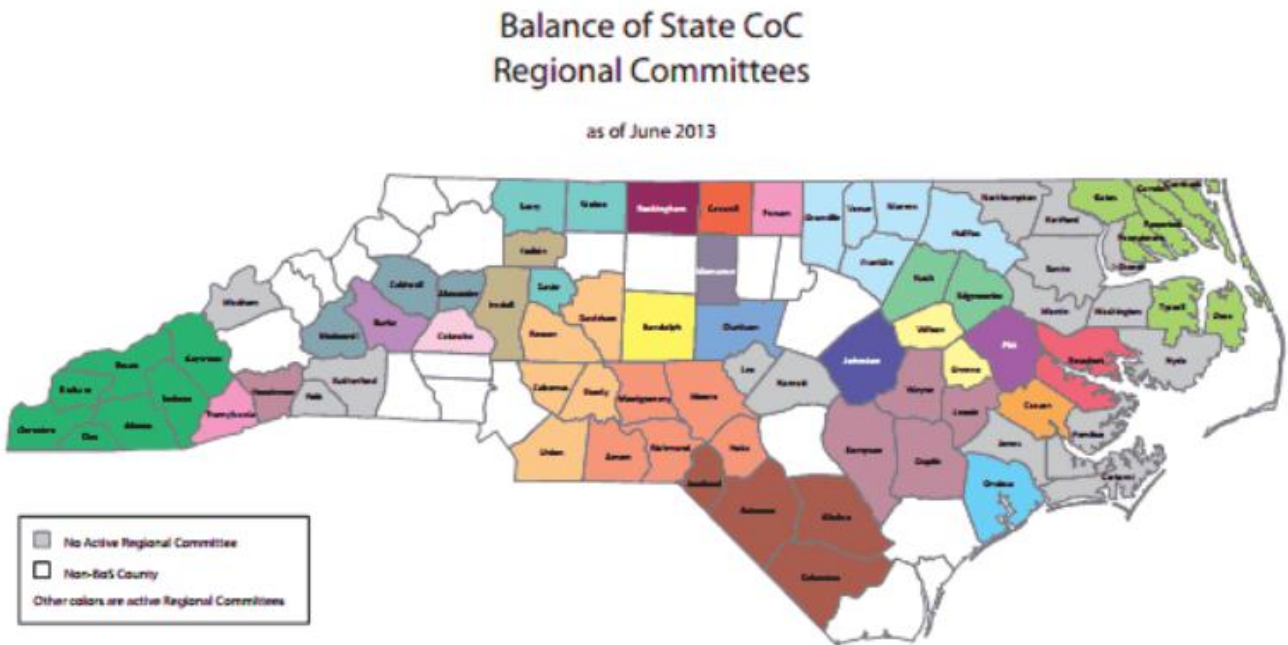 Balance of State CoC
Regional Committees
as of June 2013
Surry
Stokes
Rockingham
Caswell
Person
Granville
Vance
Warren
Halifax
Northampton
Hertford
Gates
Camden
Currituck
Yadkin
Franklin
Bertie
Caldwell
Alexander
Iredell
Davie
Alamance
Nash
Edgecombe
Madison
Davidson
Martin
Washington
Tyrrell
Dare
Burke
McDowell
Catawba
Rowan
Randolph
Chatham
Wilson
Pitt
Beaufort
Hyde
Haywood
Swain
Johnston
Greene
Lee
Harnett
Wayne
Graham
Jackson
Henderson
Polk
Rutherford
Cabarrus
Stanly
Montgomery
Moore
Lenoir
Craven
Pamlico
Transylvania
Macon
Cherokee
Clay
Jones
Union
Anson
Richmond
Hoke
Sampson
Duplin
Scotland
Onslow
Carteret
Robeson
Bladen
Columbus
No Active Regional Committee
Non-BoS County
Other colors are active Regional Committees